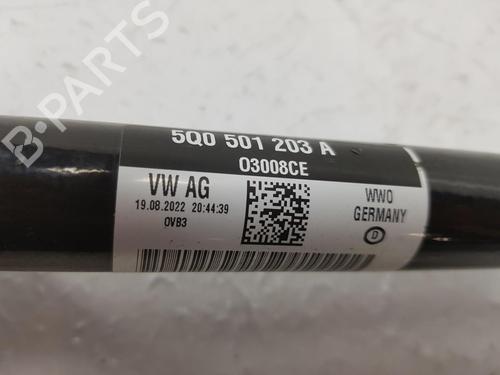 B-PARTS
5Q0 501 203 A
03008CE
VW AG
19.08.2022 20:44:39
OVB3
WWO
GERMANY
D